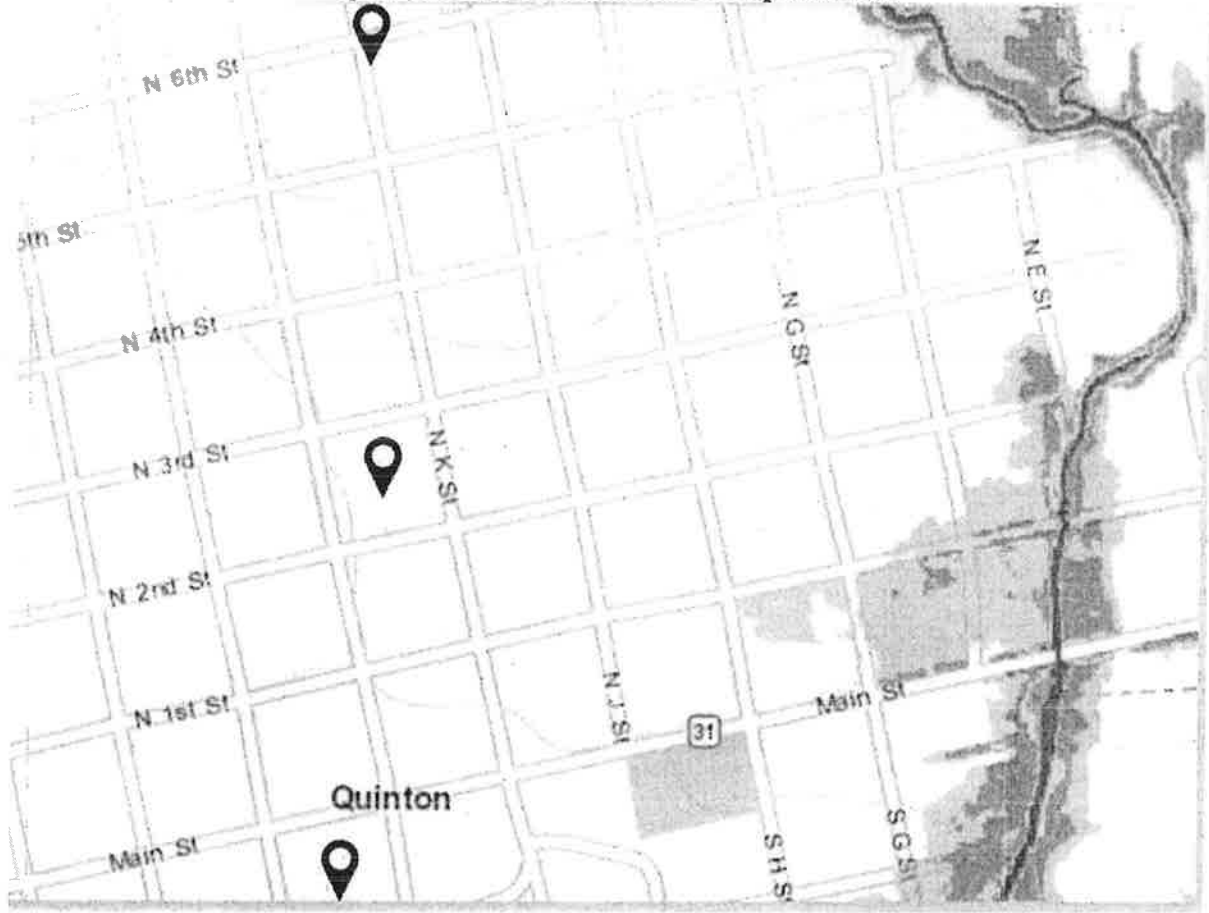 N 6th St
5th St
N 4th St
N E St
N G St
N 3rd St
N K St
N 2nd St
N 1st St
N J St
31
Main St
Quinton
Main St
S H St
S G St